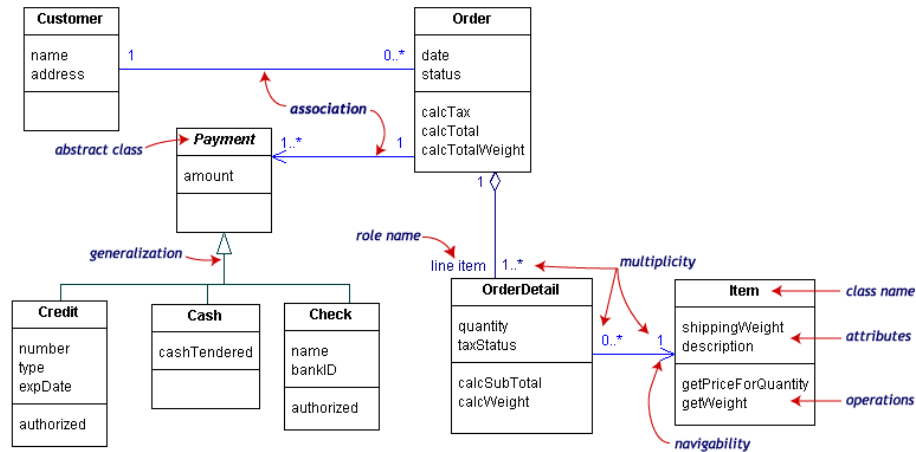 Customer
name
address
1
0..*
Order
date
status
calcTax
calcTotal
calcTotalWeight
association
abstract class
Payment
amount
1..*
1
1
generalization
role name
line item
1..*
multiplicity
Credit
number
type
expDate
authorized
Cash
cashTendered
Check
name
bankID
authorized
OrderDetail
quantity
taxStatus
calcSubTotal
calcWeight
0..*
1
Item
shippingWeight
description
getPriceForQuantity
getWeight
class name
attributes
operations
navigability